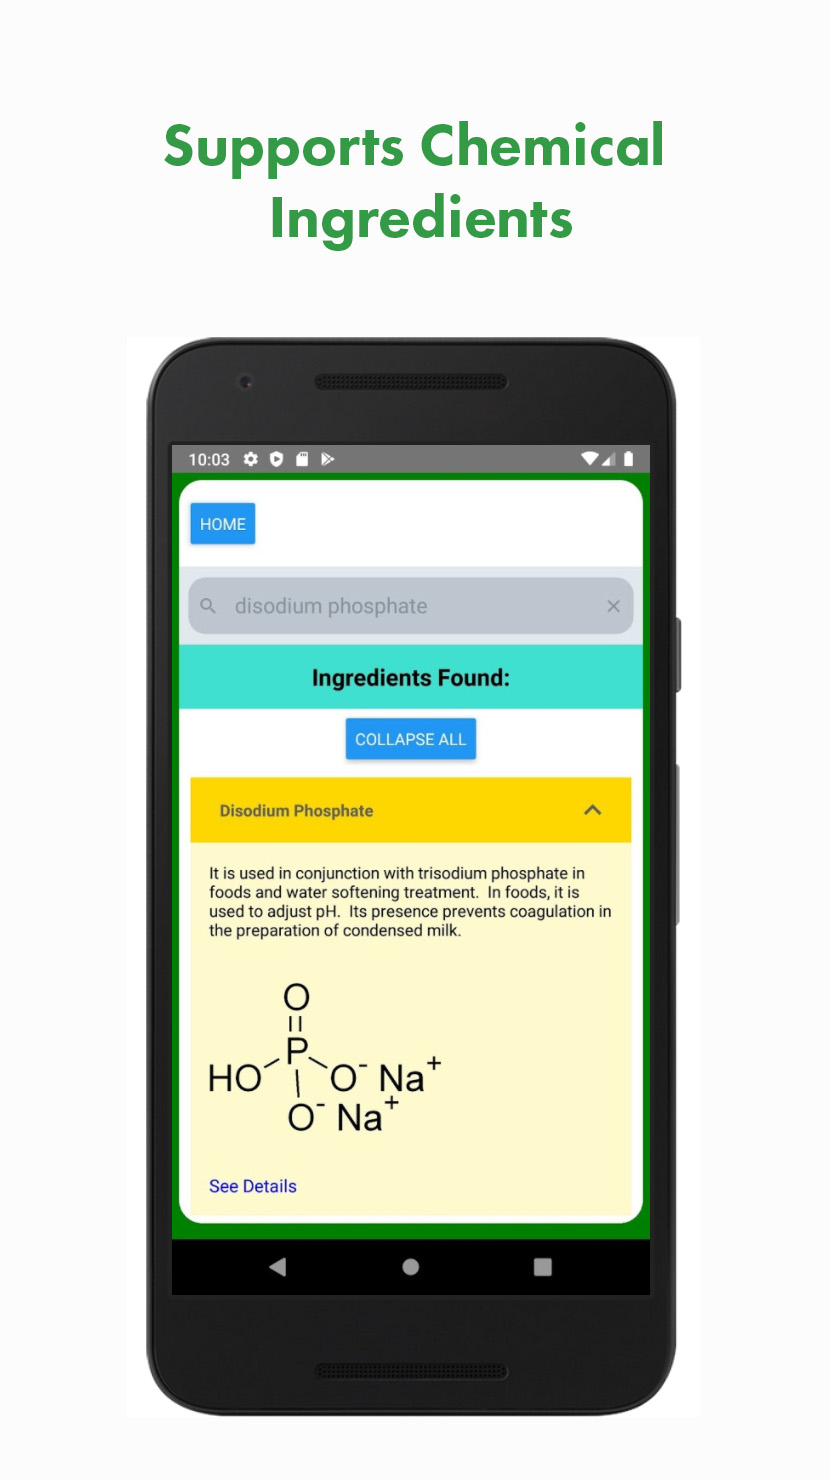 Supports Chemical
Ingredients
10:03
HOME
disodium phosphate
Ingredients Found:
COLLAPSE ALL
Disodium Phosphate
It is used in conjunction with trisodium phosphate in
foods and water softening treatment.  In foods, it is
used to adjust pH.  Its presence prevents coagulation in
the preparation of condensed milk.
O
P
HO O⁻ Na⁺
O⁻ Na⁺
See Details